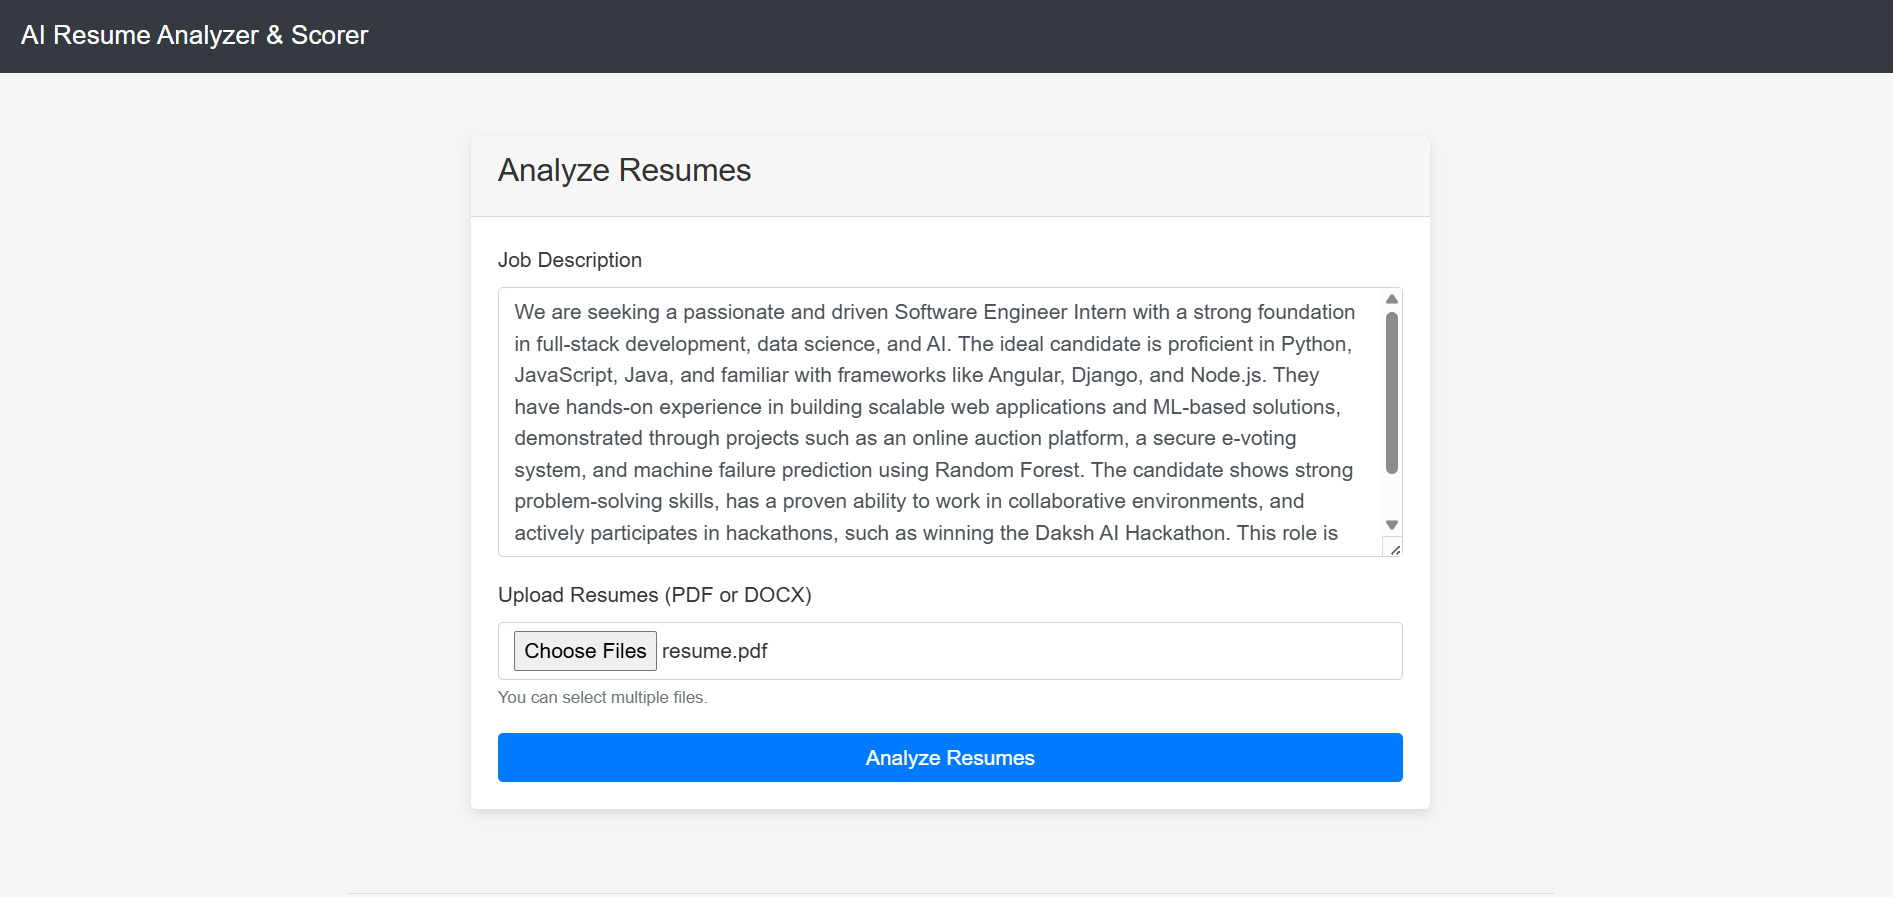 AI Resume Analyzer & Scorer
Analyze Resumes
Job Description
We are seeking a passionate and driven Software Engineer Intern with a strong foundation
in full-stack development, data science, and AI. The ideal candidate is proficient in Python,
JavaScript, Java, and familiar with frameworks like Angular, Django, and Node.js. They
have hands-on experience in building scalable web applications and ML-based solutions,
demonstrated through projects such as an online auction platform, a secure e-voting
system, and machine failure prediction using Random Forest. The candidate shows strong
problem-solving skills, has a proven ability to work in collaborative environments, and
actively participates in hackathons, such as winning the Daksh AI Hackathon. This role is
Upload Resumes (PDF or DOCX)
Choose Files resume.pdf
You can select multiple files.
Analyze Resumes